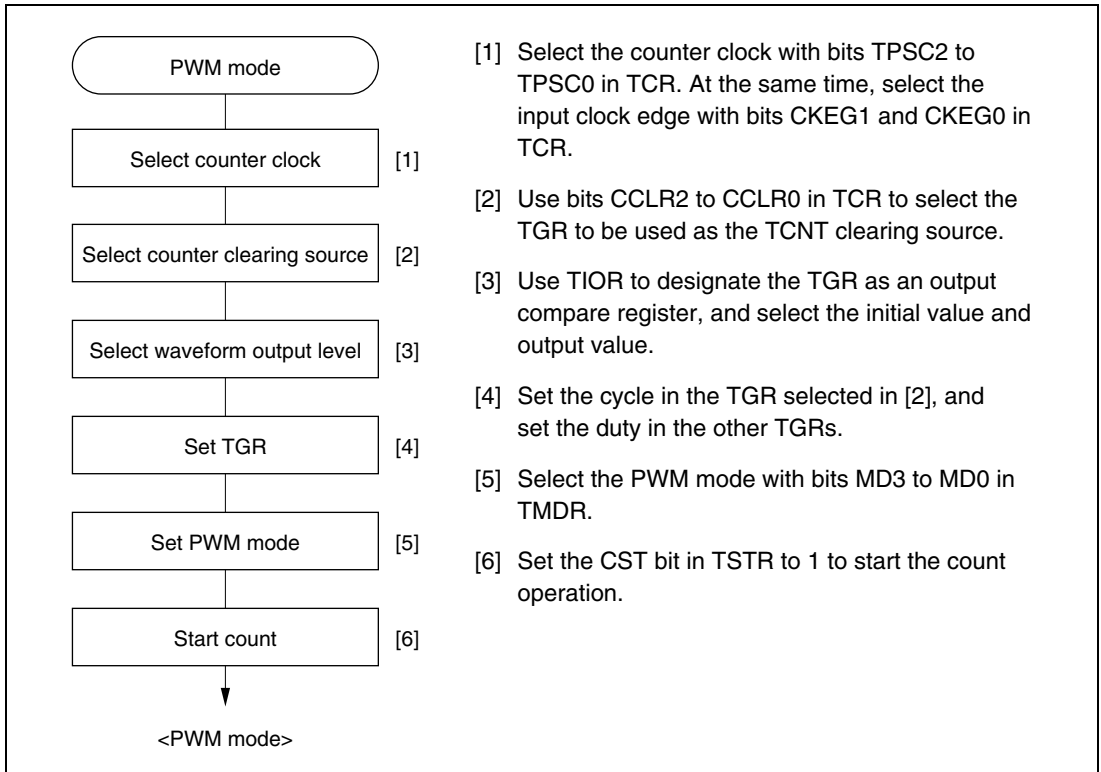 PWM mode
Select counter clock [1]
Select counter clearing source [2]
Select waveform output level [3]
Set TGR [4]
Set PWM mode [5]
Start count [6]
<PWM mode>
[1] Select the counter clock with bits TPSC2 to
TPSC0 in TCR. At the same time, select the
input clock edge with bits CKEG1 and CKEG0 in
TCR.
[2] Use bits CCLR2 to CCLR0 in TCR to select the
TGR to be used as the TCNT clearing source.
[3] Use TIOR to designate the TGR as an output
compare register, and select the initial value and
output value.
[4] Set the cycle in the TGR selected in [2], and
set the duty in the other TGRs.
[5] Select the PWM mode with bits MD3 to MD0 in
TMDR.
[6] Set the CST bit in TSTR to 1 to start the count
operation.